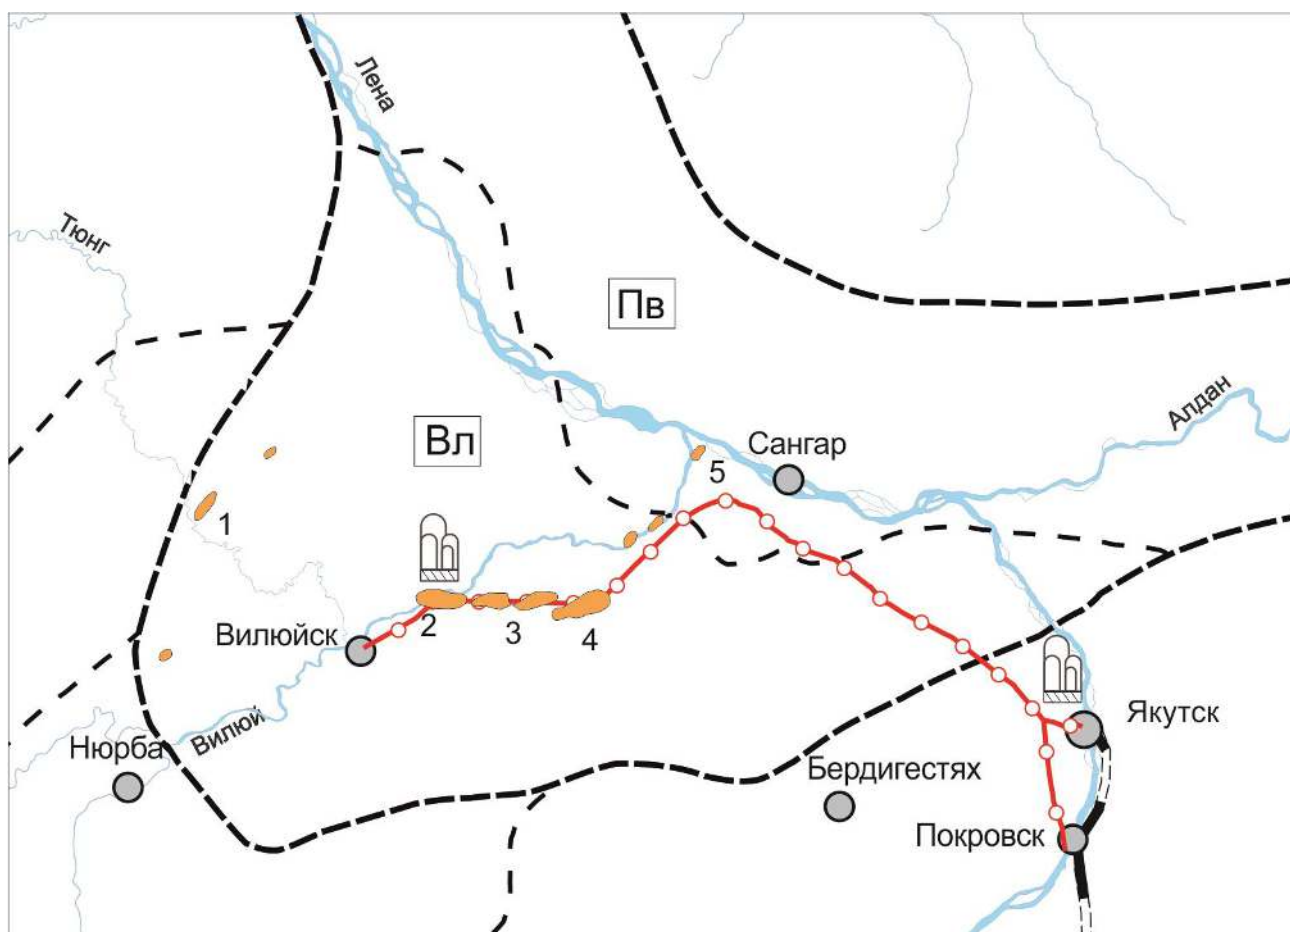 Лена
Тюнг
Пв
Алдан
Вл
Сангар
5
1
2
3
4
Вилюйск
Якутск
Вилюй
Нюрба
Бердигестях
Покровск